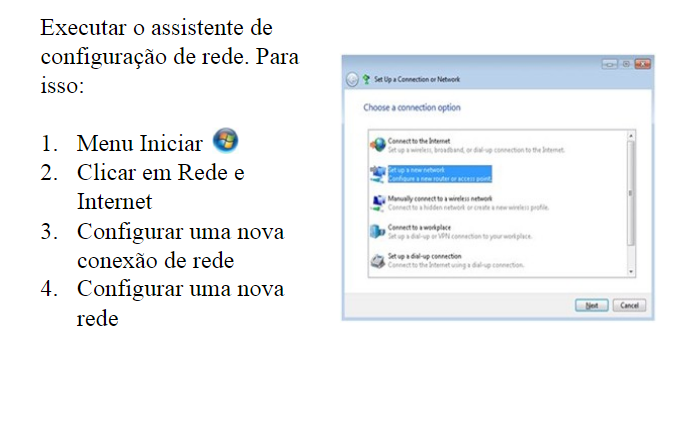 Executar o assistente de
configuração de rede. Para
isso:
1. Menu Iniciar
2. Clicar em Rede e
Internet
3. Configurar uma nova
conexão de rede
4. Configurar uma nova
rede
Set Up a Connection or Network
Choose a connection option
Connect to the Internet
Set up a wireless, broadband, or dial-up connection to the Internet.
Set up a new network
Configure a new router or access point.
Manually connect to a wireless network
Connect to a hidden network or create a new wireless profile.
Connect to a workplace
Set up a dial-up or VPN connection to your workplace.
Set up a dial-up connection
Connect to the Internet using a dial-up connection.
Next
Cancel